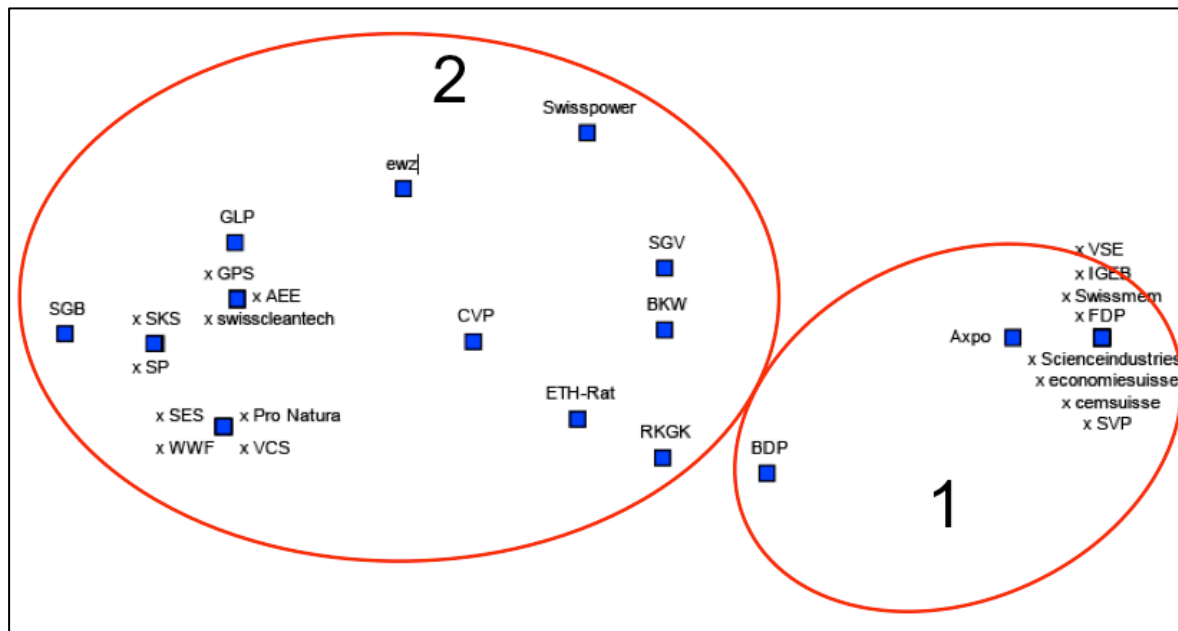 2
Swisspower
ewz
GLP
SGV
x VSE
x GPS
x IGEB
x AEE
x Swissmem
SGB
x SKS
x swisscleantech
CVP
BKW
x FDP
Axpo
x SP
x Scienceindustries
x economiesuisse
ETH-Rat
x cemsuisse
x SES
x Pro Natura
x SVP
x WWF
x VCS
RKGK
BDP
1